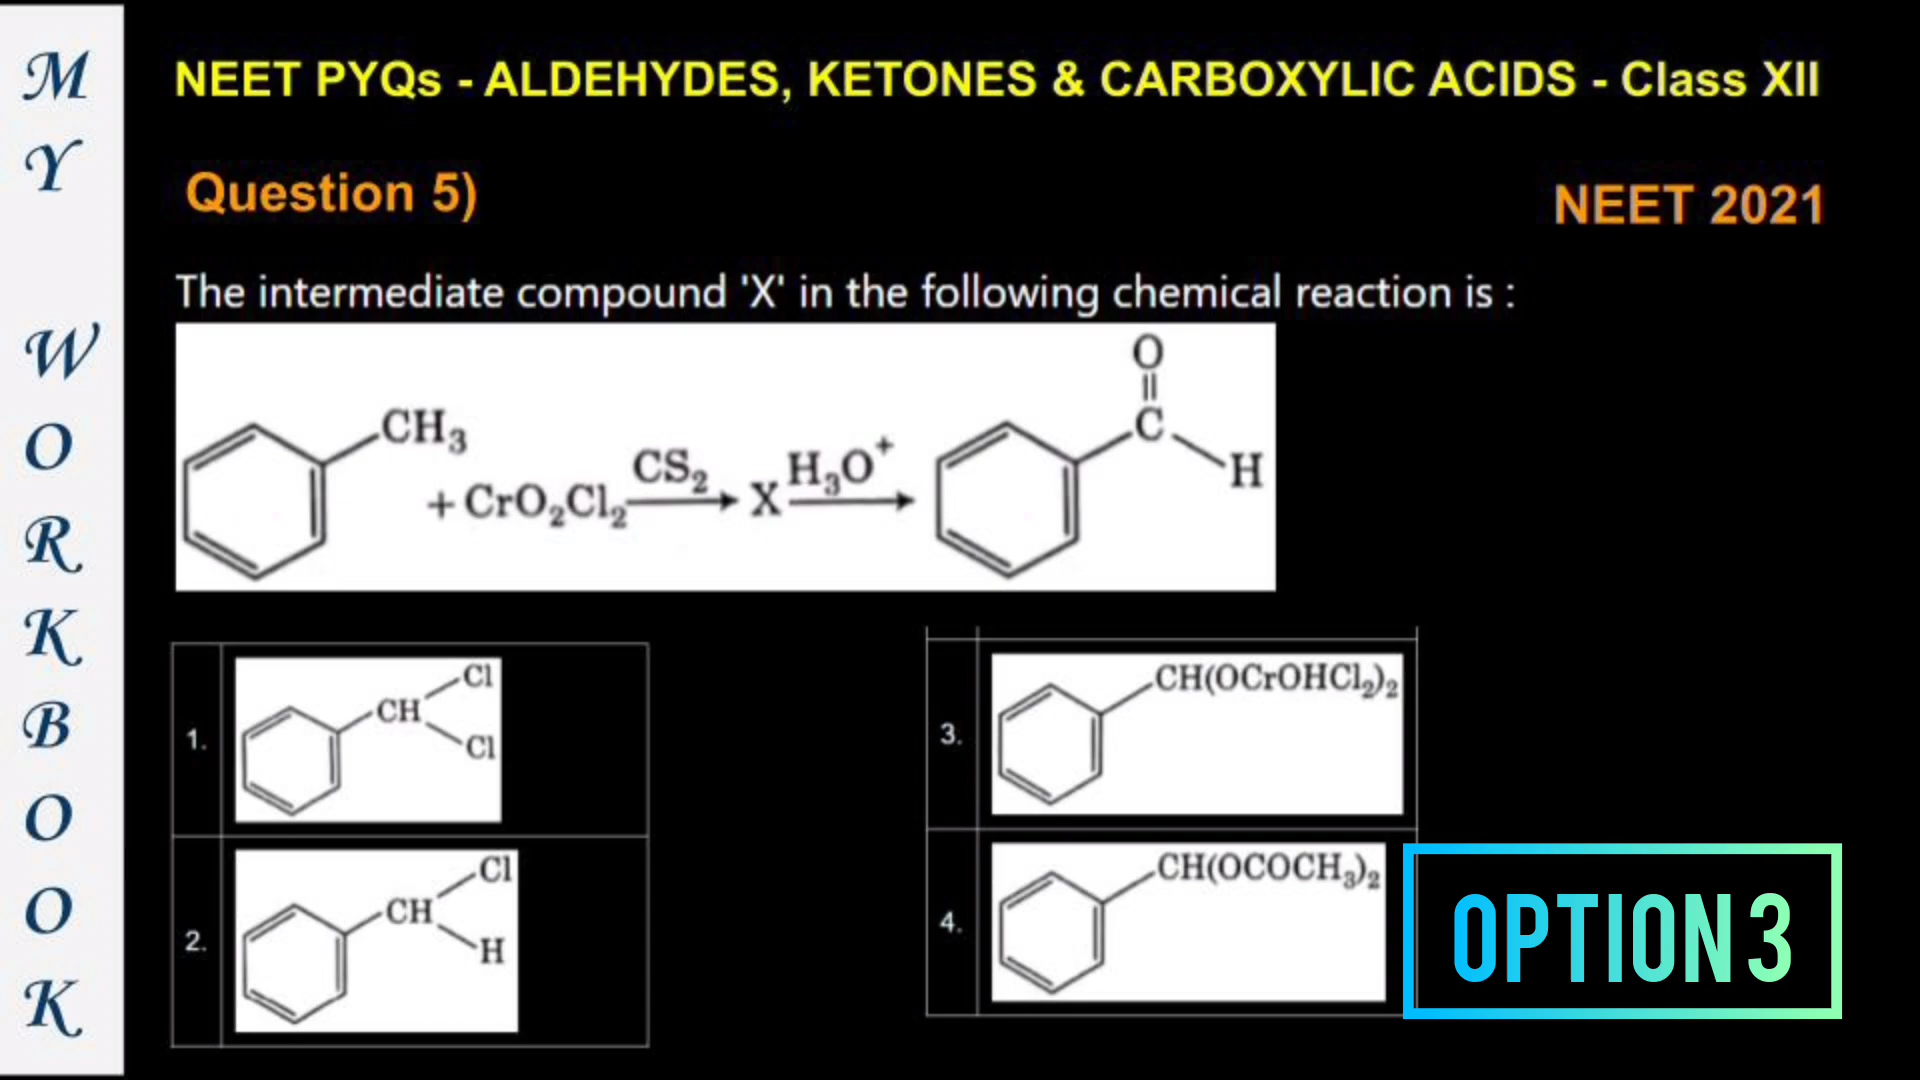 MY WORKBOOK
NEET PYQs - ALDEHYDES, KETONES & CARBOXYLIC ACIDS - Class XII
Question 5)
NEET 2021
The intermediate compound 'X' in the following chemical reaction is :
CH₃
+ CrO₂Cl₂ CS₂ X H₃O⁺
O
C
H
1.
CH
Cl
Cl
2.
CH
Cl
H
3.
CH(OCrOHCl₂)₂
4.
CH(OCOCH₃)₂
OPTION 3